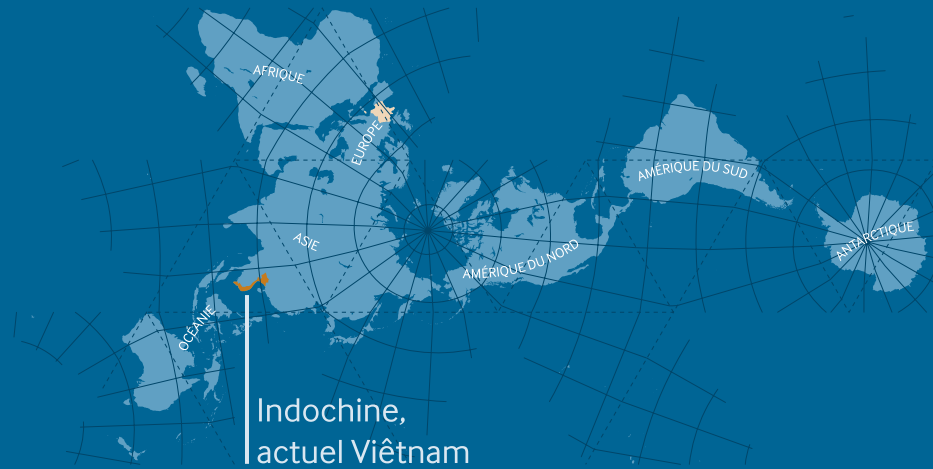 AFRIQUE
EUROPE
AMÉRIQUE DU SUD
ASIE
ANTARCTIQUE
AMÉRIQUE DU NORD
OCÉANIE
Indochine,
actuel Viêtnam